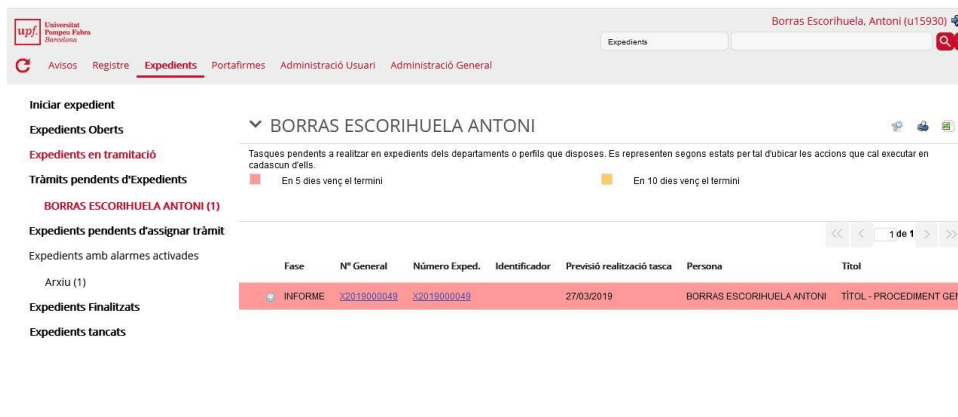 Borras Escorihuela, Antoni (u15930)
upf. Universitat
Pompeu Fabra
Barcelona
Expedients
Avisos Registre Expedients Portafirmes Administració Usuari Administració General
Iniciar expedient
Expedients Oberts
Expedients en tramitació
Tràmits pendents d'Expedients
BORRAS ESCORIHUELA ANTONI (1)
Expedients pendents d'assignar tràmit
Expedients amb alarmes activades
Arxiu (1)
Expedients Finalitzats
Expedients tancats
BORRAS ESCORIHUELA ANTONI
Tasques pendents a realitzar en expedients dels departaments o perfils que disposes. Es representen segons estats per tal d'ubicar les accions que cal executar en
cadascun d'ells.
En 5 dies venç el termini En 10 dies venç el termini
1 de 1
Fase Nº General Número Exped. Identificador Previsió realització tasca Persona Títol
INFORME X2019000049 X2019000049 27/03/2019 BORRAS ESCORIHUELA ANTONI TÍTOL - PROCEDIMENT GEN